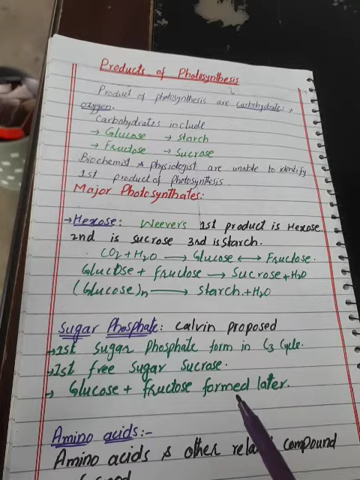 Products of Photosynthesis
Product of photosynthesis are Carbohydrate,
oxygen.
Carbohydrates include
→ Glucose → starch
→ Fructose → Sucrose
Biochemist & physiologist are unable to identify
1st product of Photosynthesis
Major Photosynthates:
→ Hexose: Weevers 1st product is Hexose
2nd is sucrose 3rd is starch.
CO2 + H2O → Glucose ↔ Fructose.
Glucose + Fructose → Sucrose + H2O
(Glucose)n → Starch + H2O
Sugar Phosphate: Calvin proposed
→ 1st Sugar Phosphate form in C3 Cycle.
→ 1st free Sugar Sucrose.
→ Glucose + Fructose formed later.
Amino acids:-
Amino acids & other compound